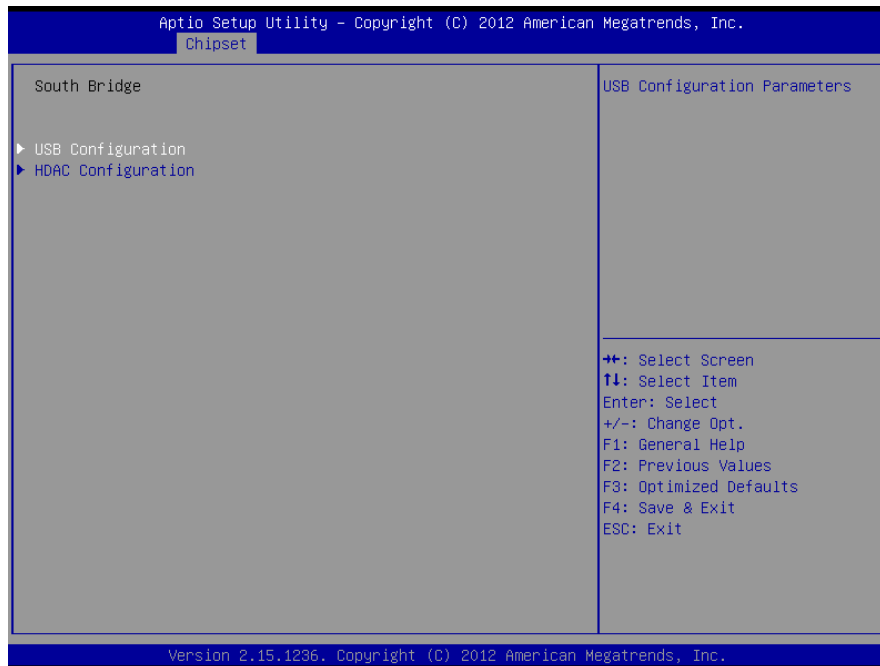 Aptio Setup Utility – Copyright (C) 2012 American Megatrends, Inc.
Chipset
South Bridge
USB Configuration
HDAC Configuration
USB Configuration Parameters
→←: Select Screen
↑↓: Select Item
Enter: Select
+/-: Change Opt.
F1: General Help
F2: Previous Values
F3: Optimized Defaults
F4: Save & Exit
ESC: Exit
Version 2.15.1236. Copyright (C) 2012 American Megatrends, Inc.